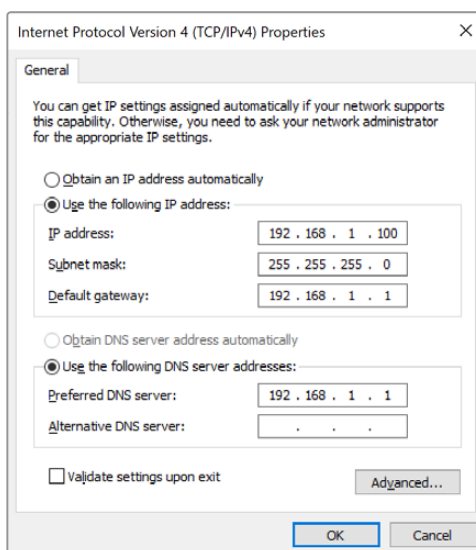 Internet Protocol Version 4 (TCP/IPv4) Properties
General
You can get IP settings assigned automatically if your network supports
this capability. Otherwise, you need to ask your network administrator
for the appropriate IP settings.
Obtain an IP address automatically
Use the following IP address:
IP address: 192 . 168 . 1 . 100
Subnet mask: 255 . 255 . 255 . 0
Default gateway: 192 . 168 . 1 . 1
Obtain DNS server address automatically
Use the following DNS server addresses:
Preferred DNS server: 192 . 168 . 1 . 1
Alternative DNS server: . . .
Validate settings upon exit
Advanced...
OK Cancel